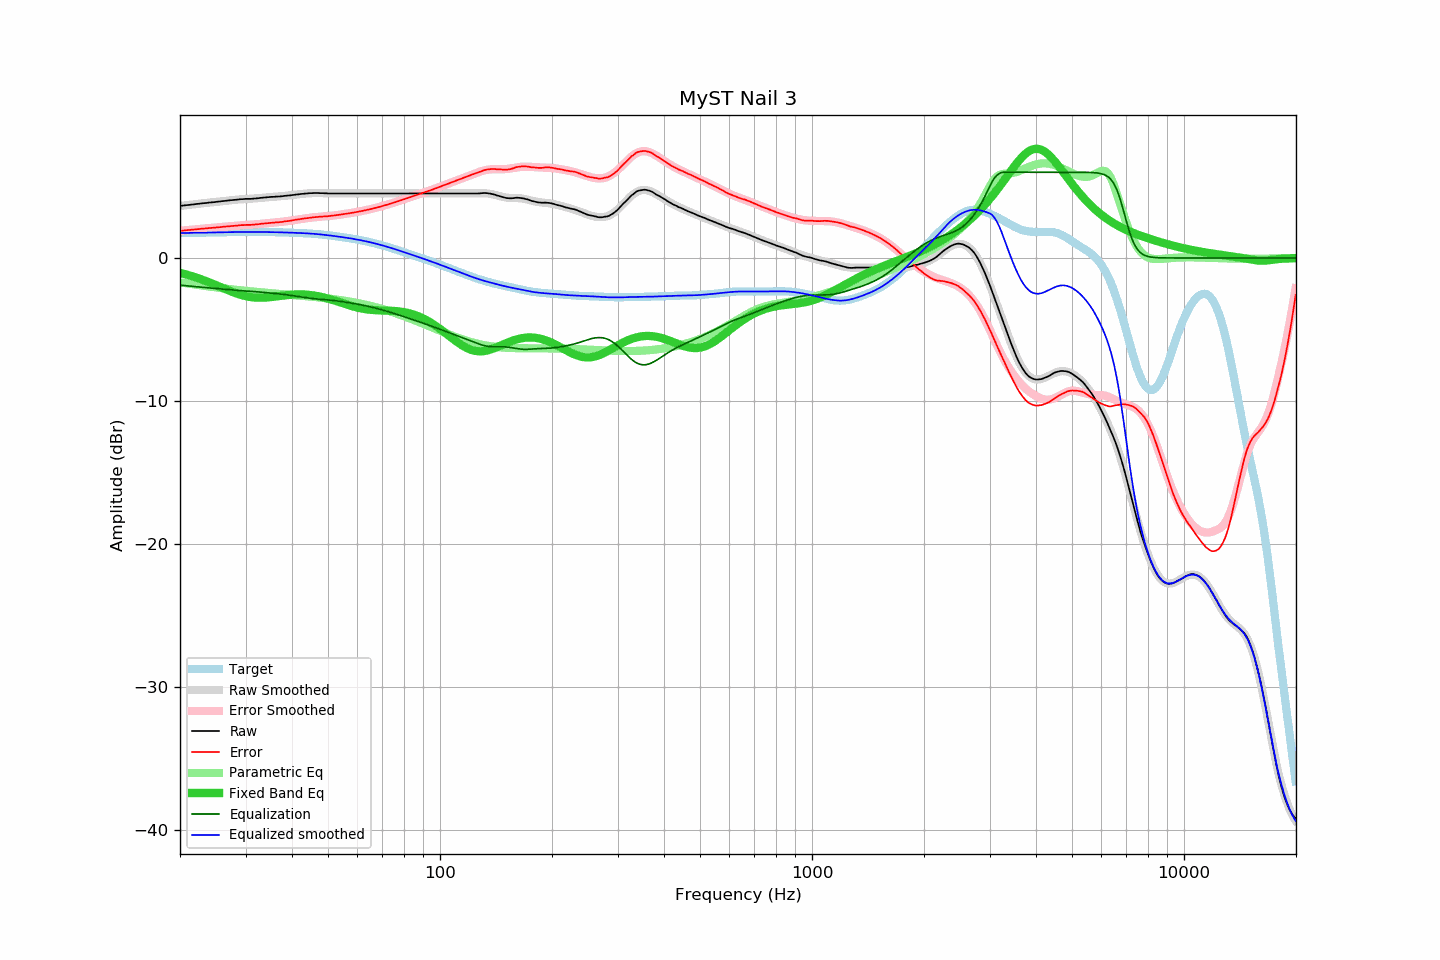 MyST Nail 3
Amplitude (dBr)
0
−10
−20
−30
−40
Target
Raw Smoothed
Error Smoothed
Raw
Error
Parametric Eq
Fixed Band Eq
Equalization
Equalized smoothed
100
1000
10000
Frequency (Hz)